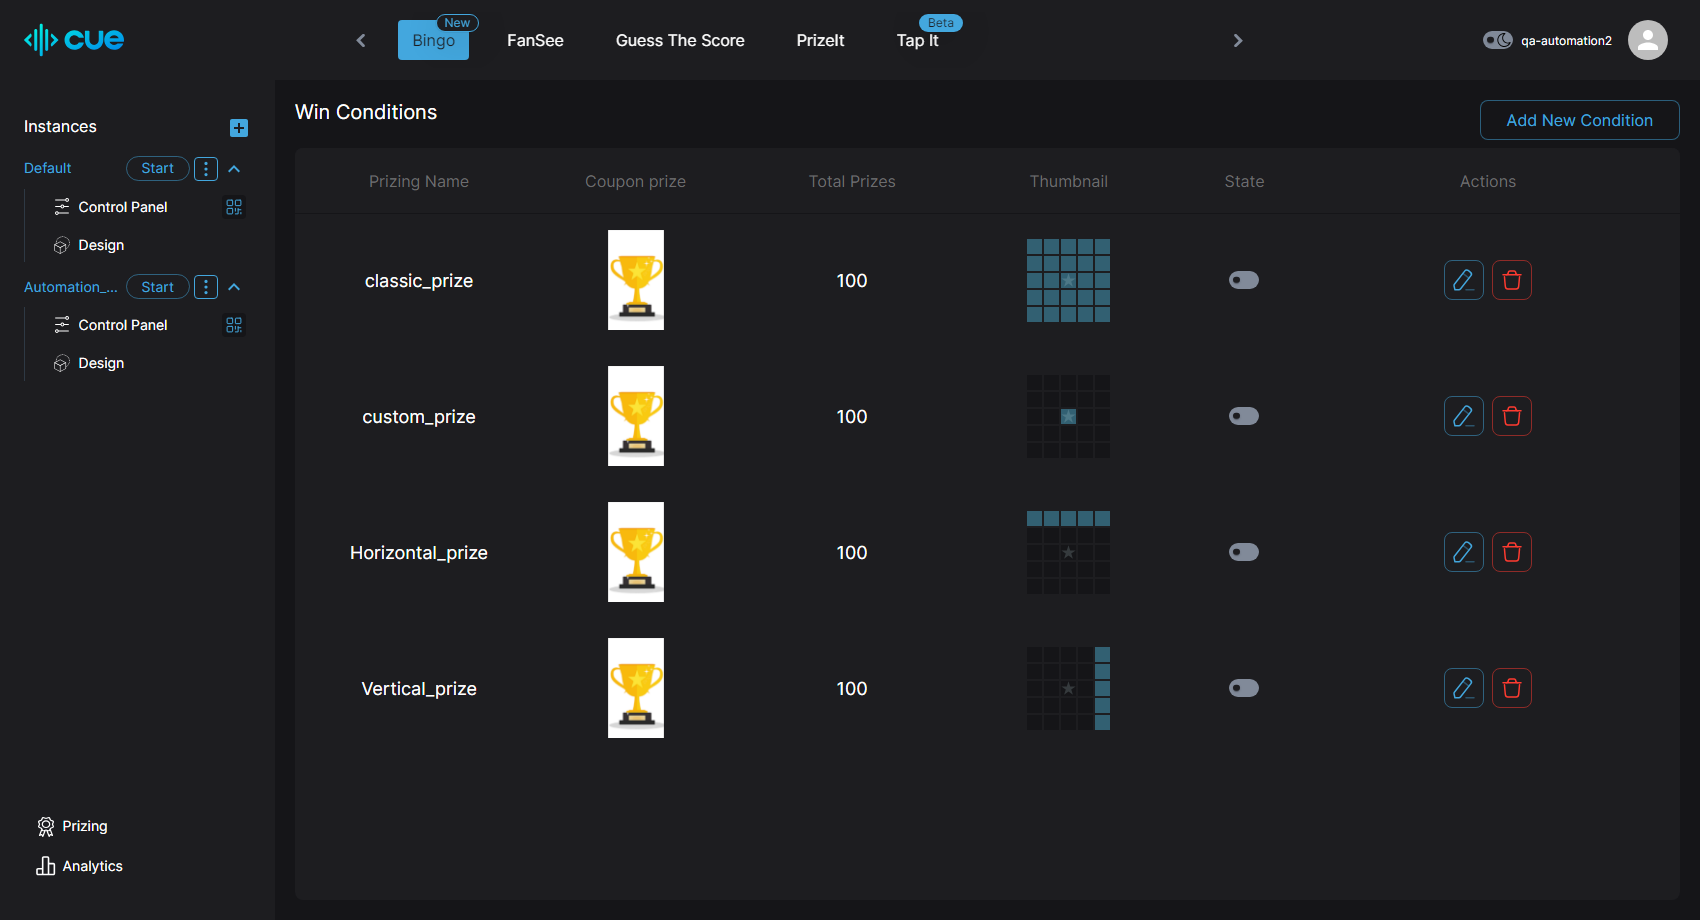 cue
New
Beta
Bingo
FanSee
Guess The Score
PrizeIt
Tap It
qa-automation2
Instances
Default
Start
Control Panel
Design
Automation_...
Start
Control Panel
Design
Prizing
Analytics
Win Conditions
Add New Condition
Prizing Name Coupon prize Total Prizes Thumbnail State Actions
classic_prize 100
custom_prize 100
Horizontal_prize 100
Vertical_prize 100